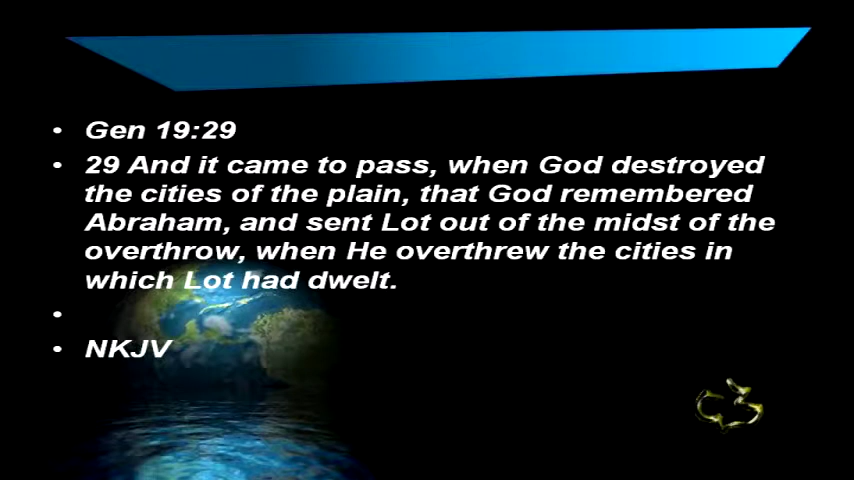 • Gen 19:29
• 29 And it came to pass, when God destroyed
the cities of the plain, that God remembered
Abraham, and sent Lot out of the midst of the
overthrow, when He overthrew the cities in
which Lot had dwelt.
•
• NKJV
C3